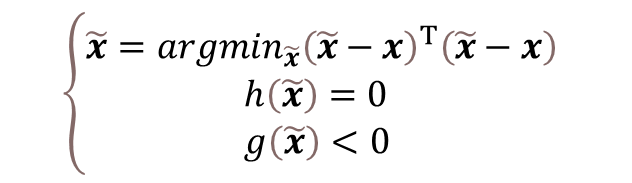 x̃ = argmin_x̃(x̃ − x)ᵀ(x̃ − x)
h(x̃) = 0
g(x̃) < 0